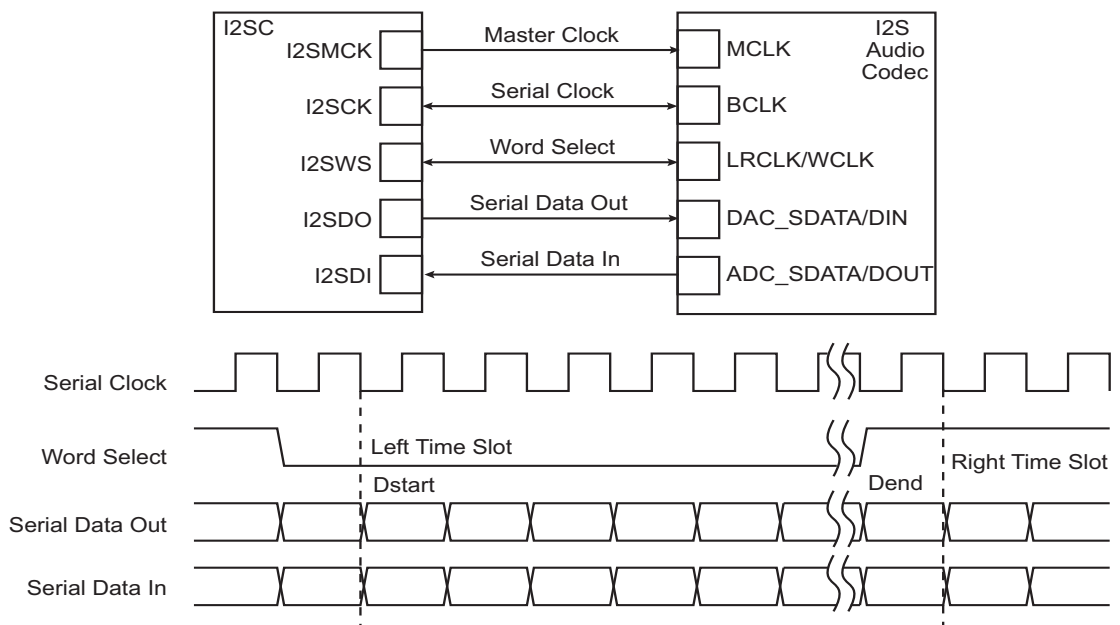 I2SC
I2S
Audio
Codec
I2SMCK
Master Clock
MCLK
I2SCK
Serial Clock
BCLK
I2SWS
Word Select
LRCLK/WCLK
I2SDO
Serial Data Out
DAC_SDATA/DIN
I2SDI
Serial Data In
ADC_SDATA/DOUT
Serial Clock
Word Select
Left Time Slot
Right Time Slot
Dstart
Dend
Serial Data Out
Serial Data In